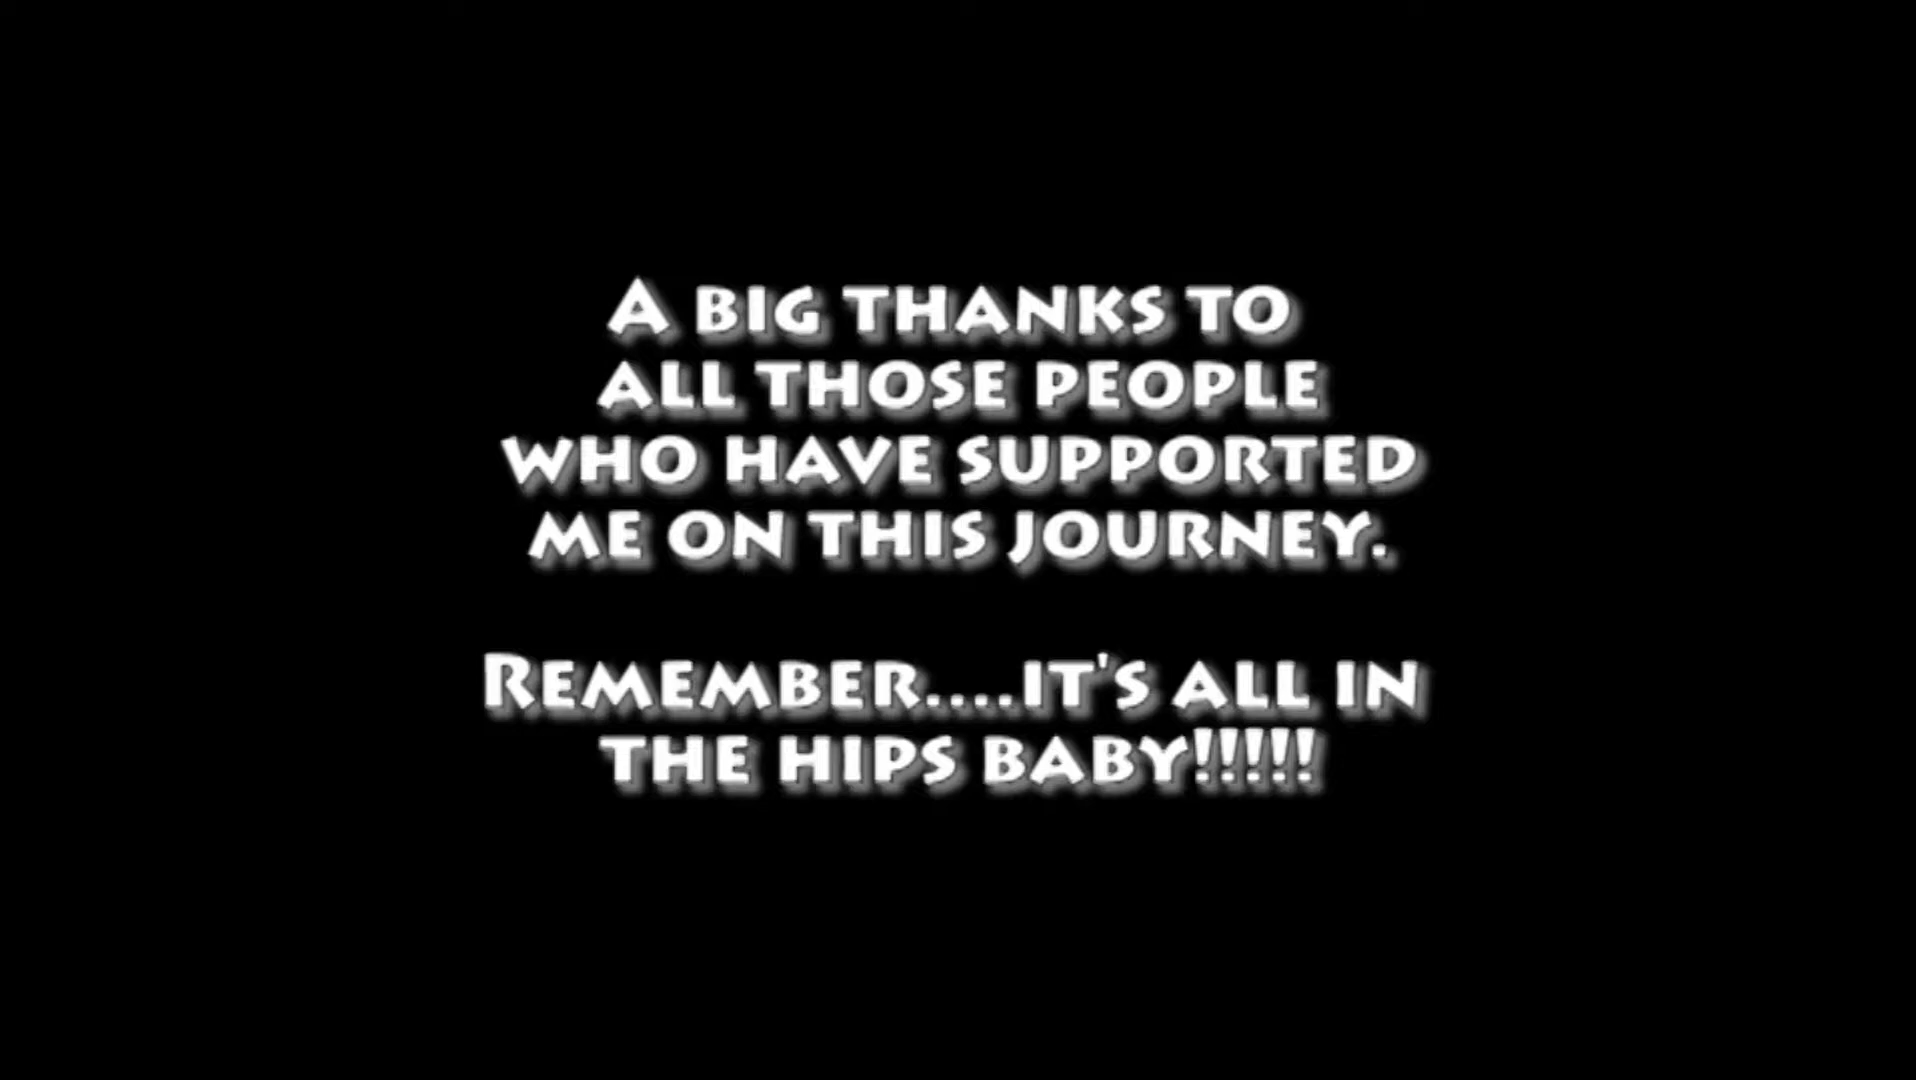 A BIG THANKS TO
ALL THOSE PEOPLE
WHO HAVE SUPPORTED
ME ON THIS JOURNEY.
REMEMBER....IT'S ALL IN
THE HIPS BABY!!!!!